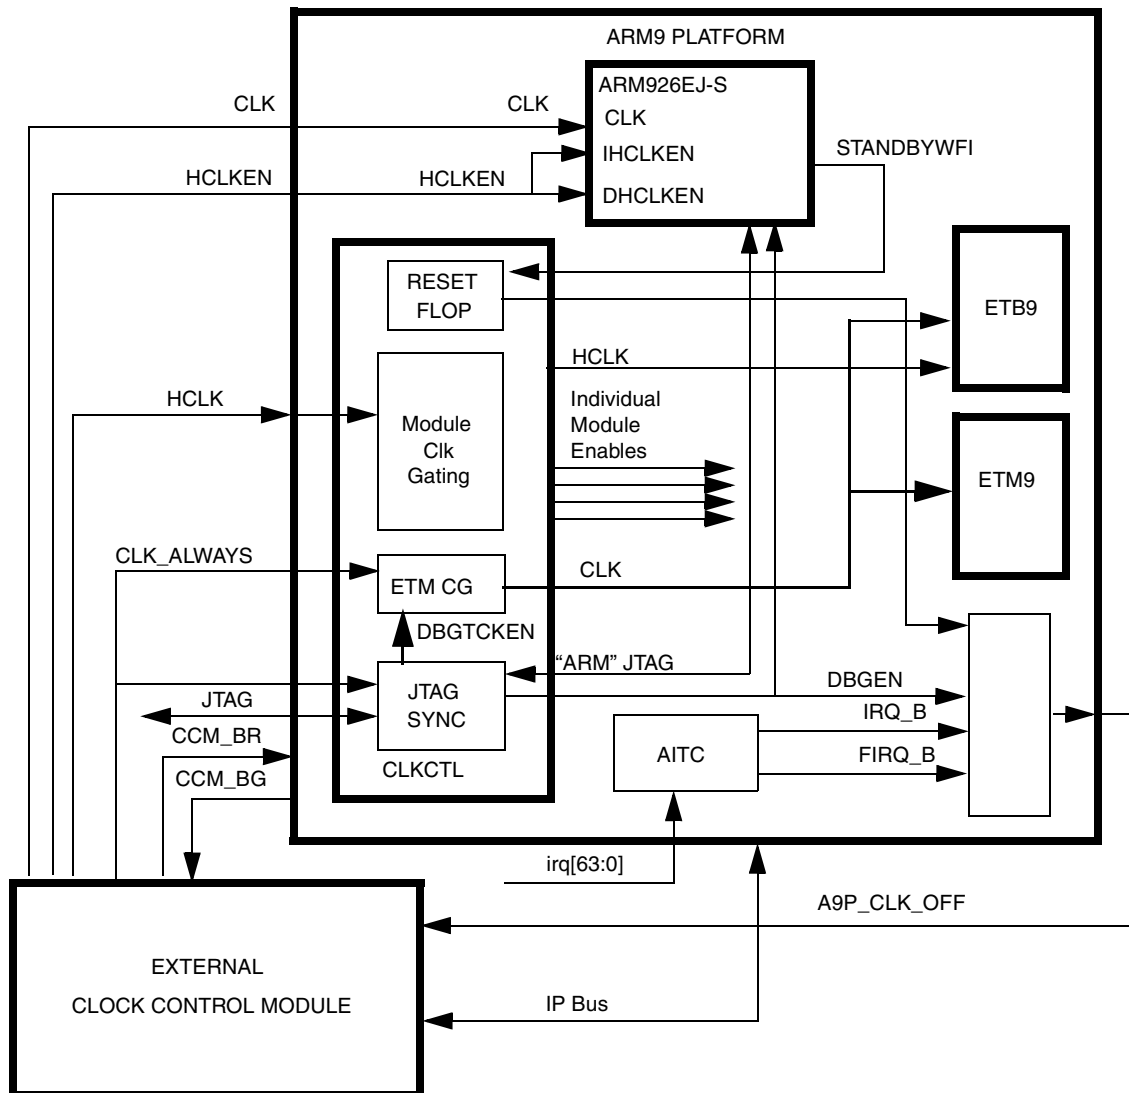 ARM9 PLATFORM
ARM926EJ-S
CLK
CLK
CLK
STANDBYWFI
IHCLKEN
HCLKEN
HCLKEN
DHCLKEN
RESET
FLOP
ETB9
HCLK
HCLK
Individual
Module
Enables
Module
Clk
Gating
ETM9
CLK_ALWAYS
ETM CG
CLK
DBGTCKEN
“ARM” JTAG
JTAG
JTAG
SYNC
DBGEN
IRQ_B
CCM_BR
AITC
FIRQ_B
CCM_BG
CLKCTL
irq[63:0]
A9P_CLK_OFF
EXTERNAL
CLOCK CONTROL MODULE
IP Bus